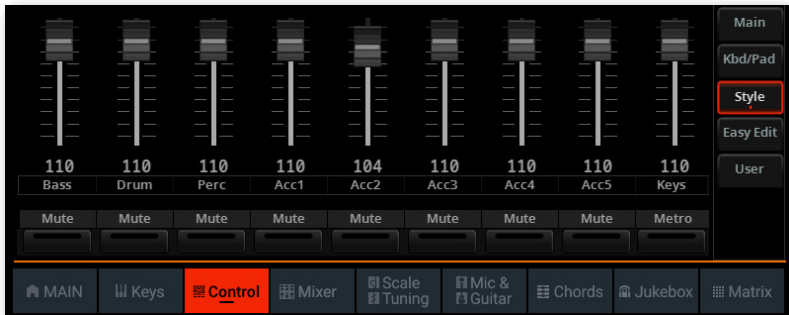 Main
Kbd/Pad
Style
Easy Edit
User
110 110 110 110 104 110 110 110 110
Bass Drum Perc Acc1 Acc2 Acc3 Acc4 Acc5 Keys
Mute Mute Mute Mute Mute Mute Mute Mute Metro
MAIN Keys Control Mixer Scale Tuning Mic & Guitar Chords Jukebox Matrix